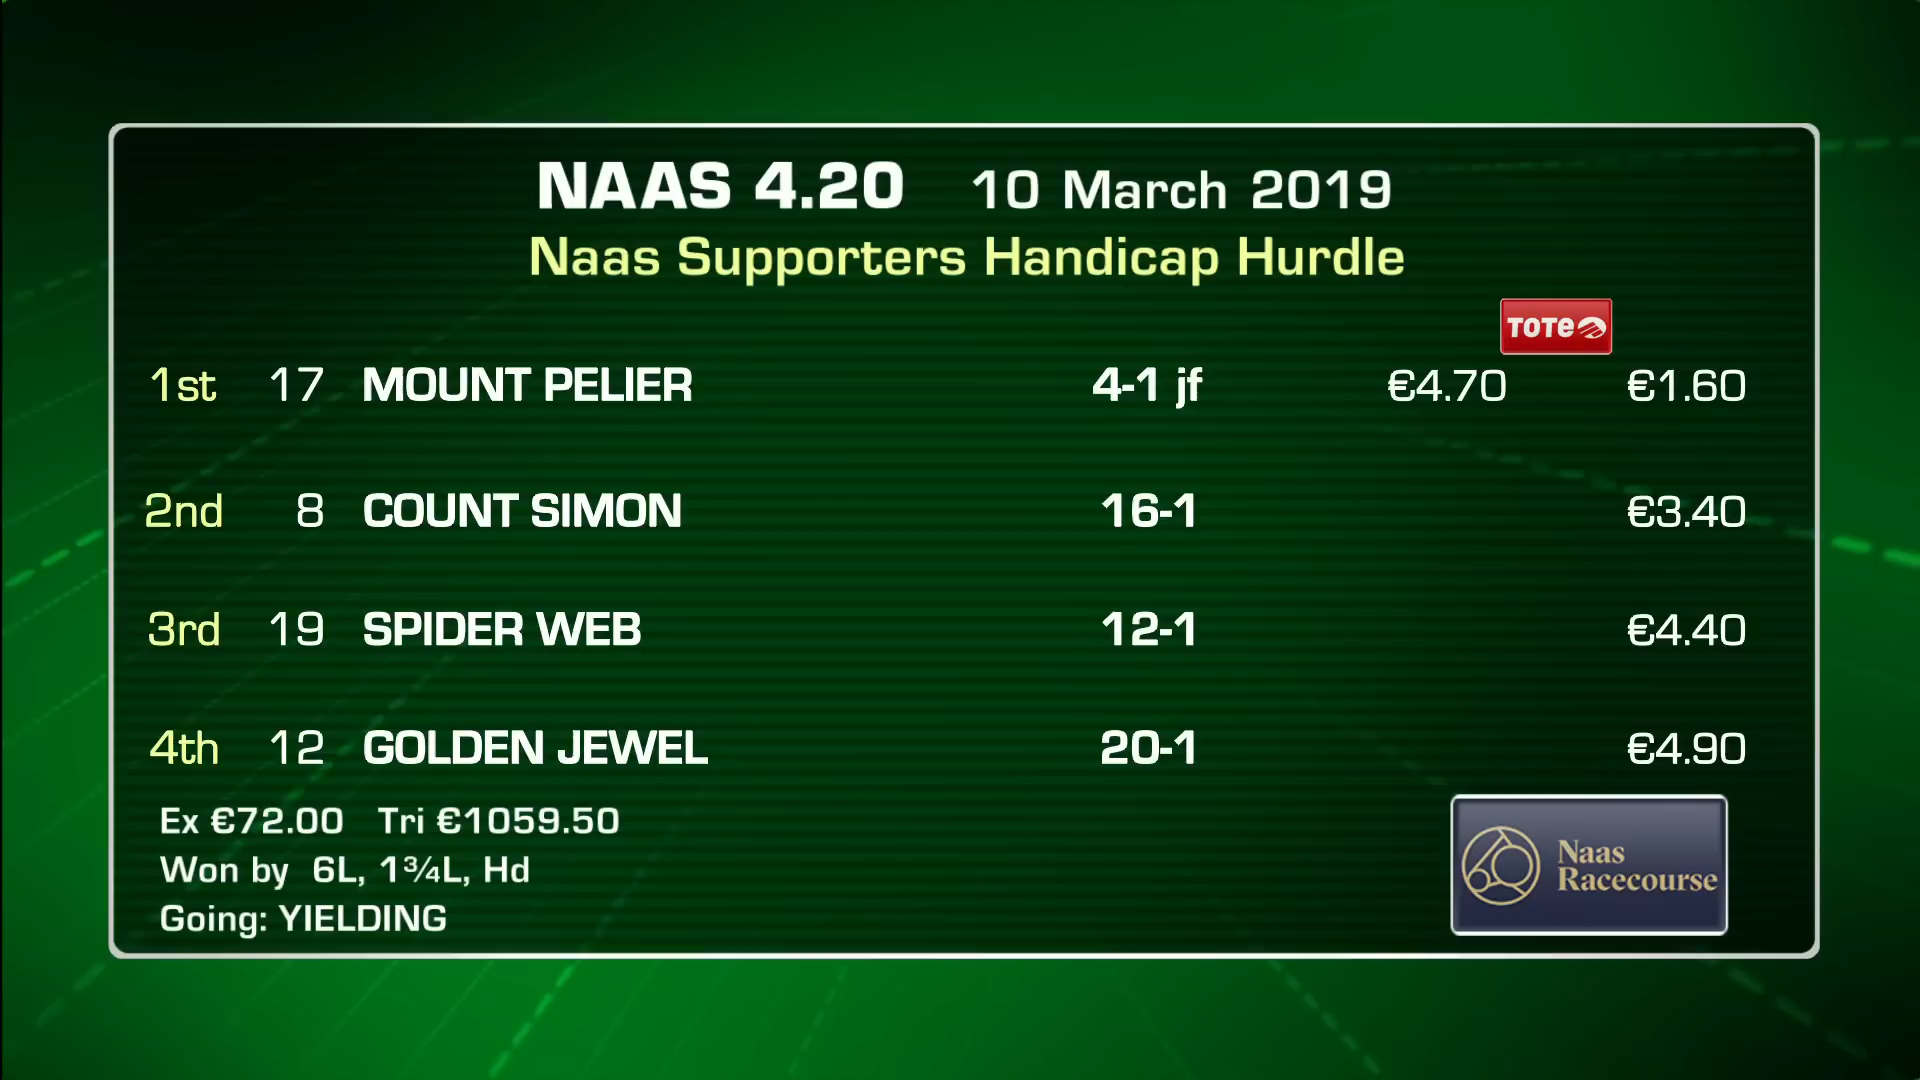 NAAS 4.20 10 March 2019
Naas Supporters Handicap Hurdle
TOTE
1st 17 MOUNT PELIER 4-1 jf €4.70 €1.60
2nd 8 COUNT SIMON 16-1 €3.40
3rd 19 SPIDER WEB 12-1 €4.40
4th 12 GOLDEN JEWEL 20-1 €4.90
Ex €72.00 Tri €1059.50
Won by 6L, 1¾L, Hd
Going: YIELDING
Naas
Racecourse